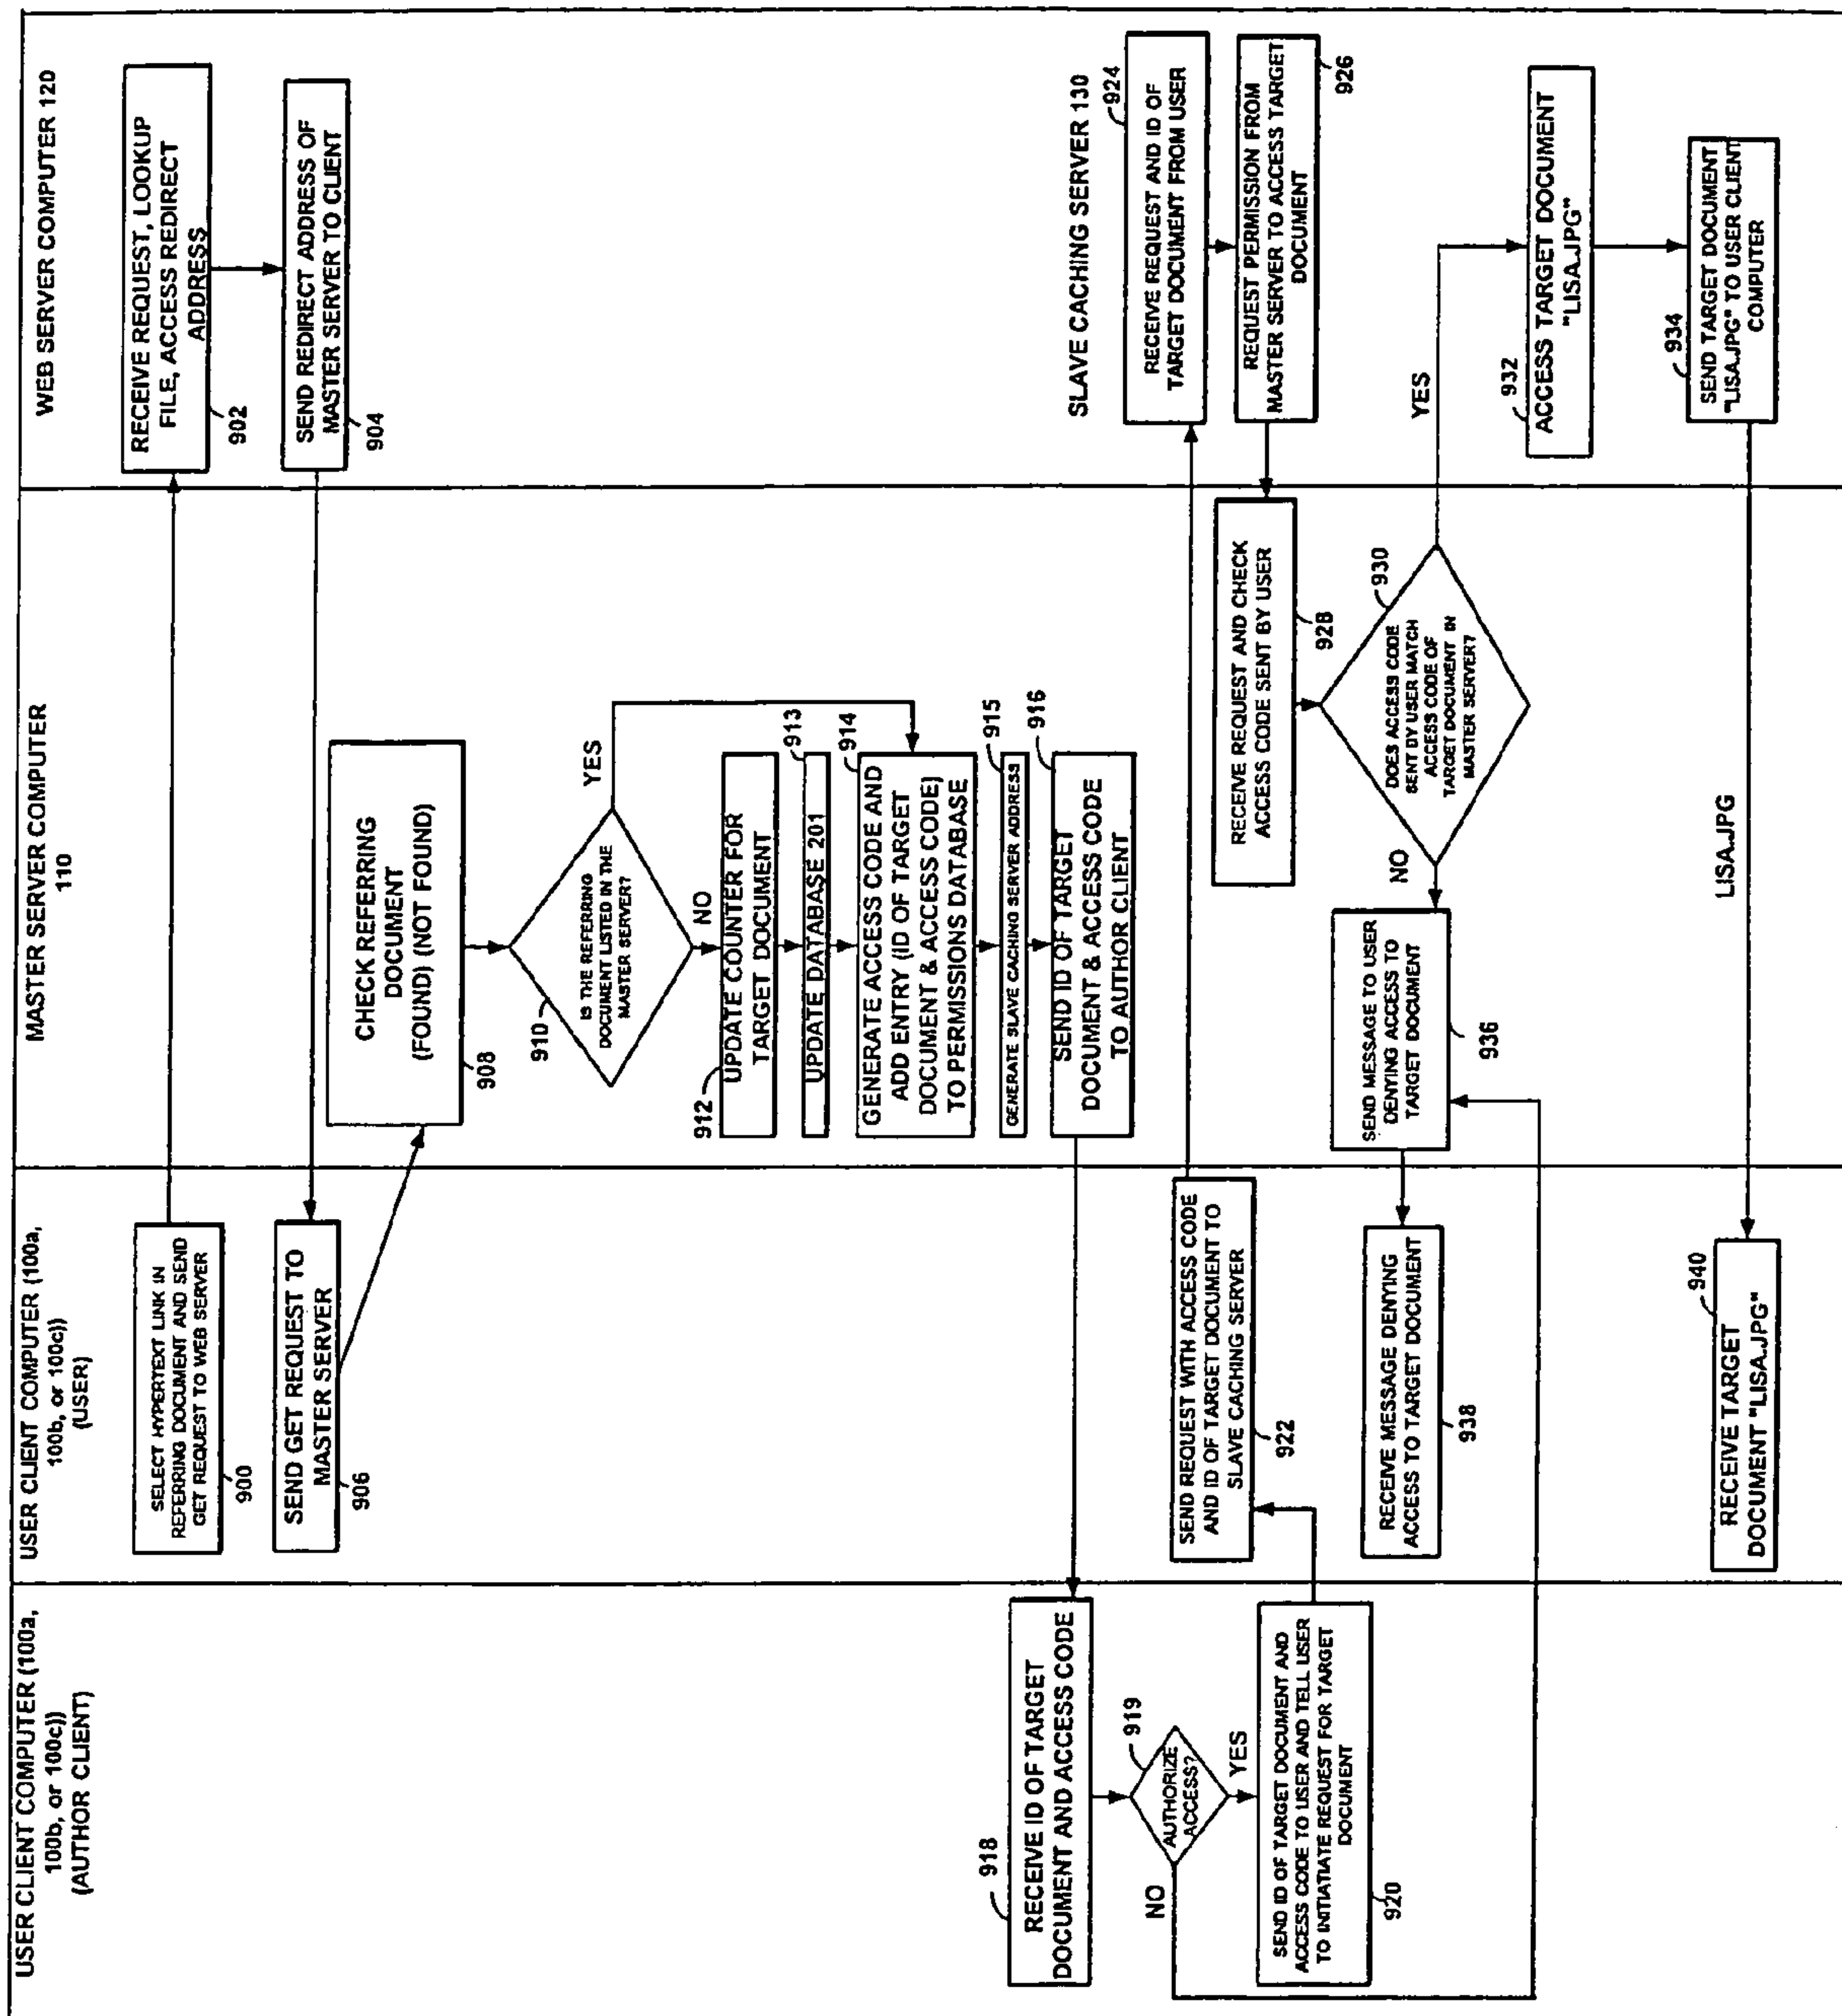 USER CLIENT COMPUTER (100a,
100b, or 100c))
(AUTHOR CLIENT)
USER CLIENT COMPUTER (100a,
100b, or 100c))
(USER)
MASTER SERVER COMPUTER
110
WEB SERVER COMPUTER 120
SELECT HYPERTEXT LINK IN
REFERRING DOCUMENT AND SEND
GET REQUEST TO WEB SERVER
900
RECEIVE REQUEST, LOOKUP
FILE, ACCESS REDIRECT
ADDRESS
902
SEND REDIRECT ADDRESS OF
MASTER SERVER TO CLIENT
904
SEND GET REQUEST TO
MASTER SERVER
906
CHECK REFERRING
DOCUMENT
(FOUND) (NOT FOUND)
908
910
IS THE REFERRING
DOCUMENT LISTED IN THE
MASTER SERVER?
YES
NO
912
UPDATE COUNTER FOR
TARGET DOCUMENT
913
UPDATE DATABASE 201
914
GENERATE ACCESS CODE AND
ADD ENTRY (ID OF TARGET
DOCUMENT & ACCESS CODE)
TO PERMISSIONS DATABASE
915
GENERATE SLAVE CACHING SERVER ADDRESS
916
SEND ID OF TARGET
DOCUMENT & ACCESS CODE
TO AUTHOR CLIENT
918
RECEIVE ID OF TARGET
DOCUMENT AND ACCESS CODE
919
AUTHORIZE
ACCESS?
NO
YES
SEND ID OF TARGET DOCUMENT AND
ACCESS CODE TO USER AND TELL USER
TO INITIATE REQUEST FOR TARGET
DOCUMENT
920
SEND REQUEST WITH ACCESS CODE
AND ID OF TARGET DOCUMENT TO
SLAVE CACHING SERVER
922
SLAVE CACHING SERVER 130
924
RECEIVE REQUEST AND ID OF
TARGET DOCUMENT FROM USER
REQUEST PERMISSION FROM
MASTER SERVER TO ACCESS TARGET
DOCUMENT
926
RECEIVE REQUEST AND CHECK
ACCESS CODE SENT BY USER
928
930
DOES ACCESS CODE
SENT BY USER MATCH
ACCESS CODE OF
TARGET DOCUMENT IN
MASTER SERVER?
NO
YES
932
ACCESS TARGET DOCUMENT
"LISA.JPG"
934
SEND TARGET DOCUMENT
"LISA.JPG" TO USER CLIENT
COMPUTER
SEND MESSAGE TO USER
DENYING ACCESS TO
TARGET DOCUMENT
936
RECEIVE MESSAGE DENYING
ACCESS TO TARGET DOCUMENT
938
LISA.JPG
940
RECEIVE TARGET
DOCUMENT "LISA.JPG"